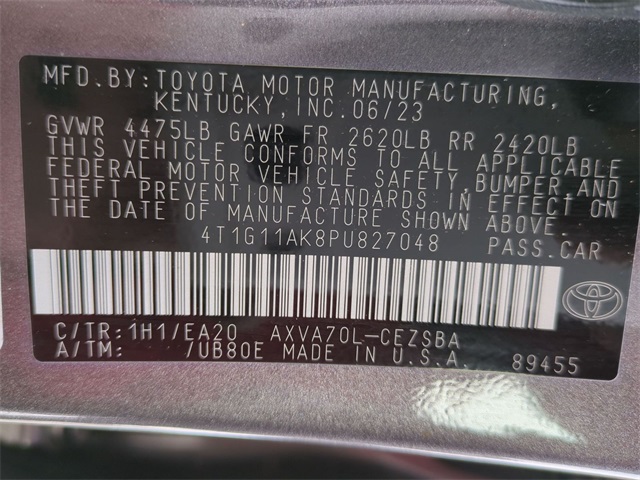 MFD.BY:TOYOTA MOTOR MANUFACTURING,
KENTUCKY,INC.06/23
GVWR 4475LB GAWR FR 2620LB RR 2420LB
THIS VEHICLE CONFORMS TO ALL APPLICABLE
FEDERAL MOTOR VEHICLE SAFETY,BUMPER AND
THEFT PREVENTION STANDARDS IN EFFECT ON
THE DATE OF MANUFACTURE SHOWN ABOVE.
4T1G11AK8PU827048 PASS.CAR
C/TR:1H1/EA20 AXVA70L-CEZSBA
A/TM: /UB80E MADE IN U.S.A. 89455